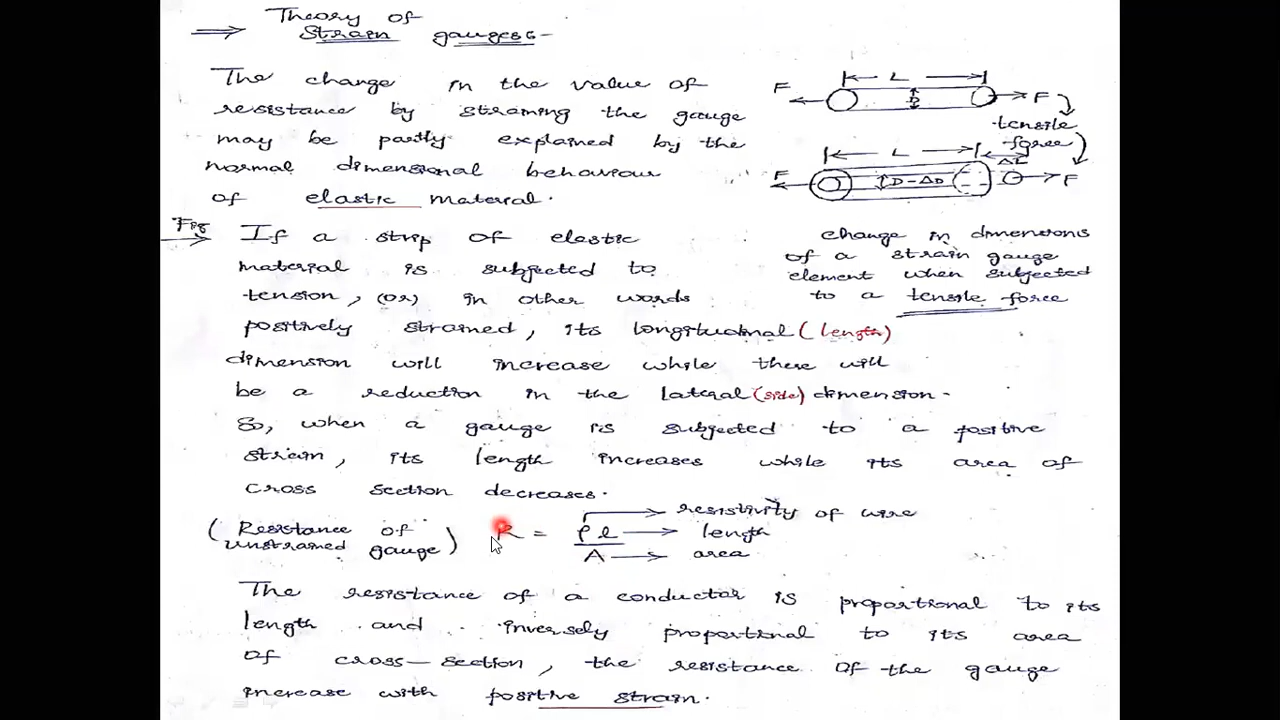 Theory of
Strain gauges :-
The change in the value of
resistance by straining the gauge
may be partly explained by the
normal dimensional behaviour
of elastic material.
F L D F
tensile
force
F L ΔL D-ΔD F
change in dimensions
of a strain gauge
element when subjected
to a tensile force
Fig
If a strip of elastic
material is subjected to
tension, (or) in other words
positively strained, its longitudinal (length)
dimension will increase while there will
be a reduction in the lateral (side) dimension.
So, when a gauge is subjected to a positive
strain, its length increases while its area of
cross section decreases.
(Resistance of
unstrained gauge) R = ρl / A
resistivity of wire
length
area
The resistance of a conductor is proportional to its
length and inversely proportional to its area
of cross-section, the resistance of the gauge
increase with positive strain.